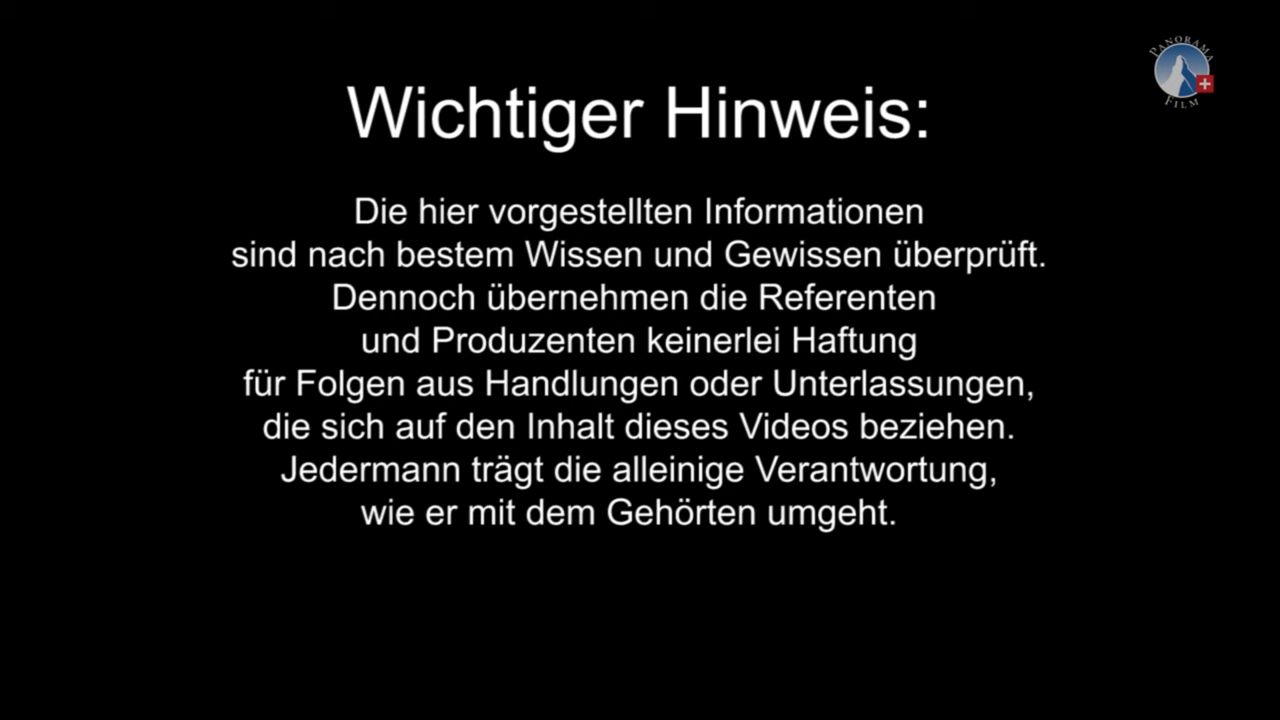 PANORAMA
FILM
Wichtiger Hinweis:
Die hier vorgestellten Informationen
sind nach bestem Wissen und Gewissen überprüft.
Dennoch übernehmen die Referenten
und Produzenten keinerlei Haftung
für Folgen aus Handlungen oder Unterlassungen,
die sich auf den Inhalt dieses Videos beziehen.
Jedermann trägt die alleinige Verantwortung,
wie er mit dem Gehörten umgeht.